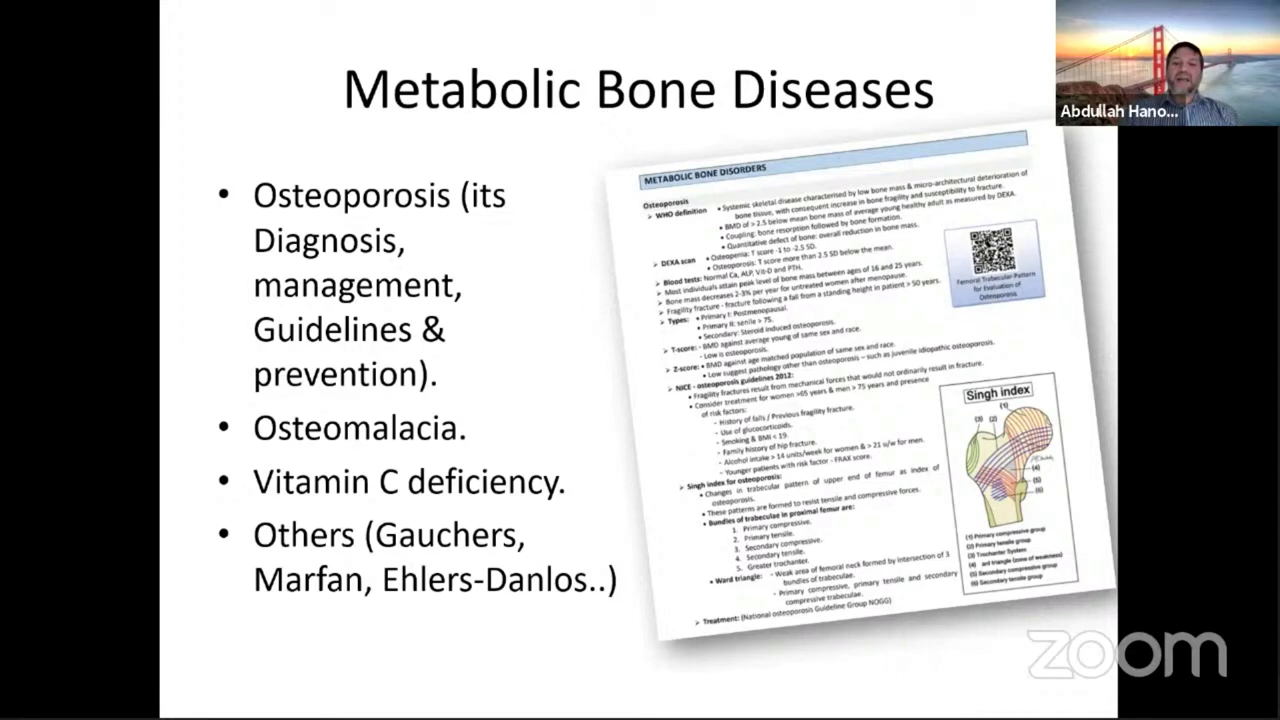 Metabolic Bone Diseases
Abdullah Hano...
• Osteoporosis (its
Diagnosis,
management,
Guidelines &
prevention).
• Osteomalacia.
• Vitamin C deficiency.
• Others (Gauchers,
Marfan, Ehlers-Danlos..)
METABOLIC BONE DISORDERS
Osteoporosis
➢ WHO definition • Systemic skeletal disease characterised by low bone mass & micro-architectural deterioration of
bone tissue, with consequent increase in bone fragility and susceptibility to fracture.
• BMD of > 2.5 below mean bone mass of average young healthy adult as measured by DEXA.
• Coupling: bone resorption followed by bone formation.
• Quantitative defect of bone: overall reduction in bone mass.
➢ DEXA scan • Osteopenia: T score -1 to -2.5 SD.
• Osteoporosis: T score more than 2.5 SD below the mean.
➢ Blood tests: Normal Ca, ALP, Vit-D and PTH.
➢ Most individuals attain peak level of bone mass between ages of 16 and 25 years.
➢ Bone mass decreases 2-3% per year for untreated women after menopause.
➢ Fragility fracture - fracture following a fall from a standing height in patient > 50 years.
➢ Types: • Primary I: Postmenopausal.
• Primary II: senile > 75.
• Secondary: Steroid induced osteoporosis.
➢ T-score: - BMD against average young of same sex and race.
- Low is osteoporosis.
➢ Z-score: • BMD against age matched population of same sex and race.
• Low suggest pathology other than osteoporosis – such as juvenile idiopathic osteoporosis.
➢ NICE - osteoporosis guidelines 2012:
• Fragility fractures result from mechanical forces that would not ordinarily result in fracture.
• Consider treatment for women >65 years & men > 75 years and presence
of risk factors:
- History of falls / Previous fragility fracture.
- Use of glucocorticoids.
- Smoking & BMI < 19.
- Family history of hip fracture.
- Alcohol intake > 14 units/week for women & > 21 u/w for men.
- Younger patients with risk factor - FRAX score.
➢ Singh index for osteoporosis:
• Changes in trabecular pattern of upper end of femur as index of
osteoporosis.
• These patterns are formed to resist tensile and compressive forces.
• Bundles of trabeculae in proximal femur are:
1. Primary compressive.
2. Primary tensile.
3. Secondary compressive.
4. Secondary tensile.
5. Greater trochanter.
• Ward triangle: - Weak area of femoral neck formed by intersection of 3
bundles of trabeculae.
- Primary compressive, primary tensile and secondary
compressive trabeculae.
➢ Treatment: (National osteoporosis Guideline Group NOGG)
Femoral Trabecular Pattern
for Evaluation of
Osteoporosis
Singh index
(1)
(3) (2)
(4)
(5)
(6)
(1) Primary compressive group
(2) Primary tensile group
(3) Trochanter System
(4) ard triangle (zone of weakness)
(5) Secondary compressive group
(6) Secondary tensile group
zoom